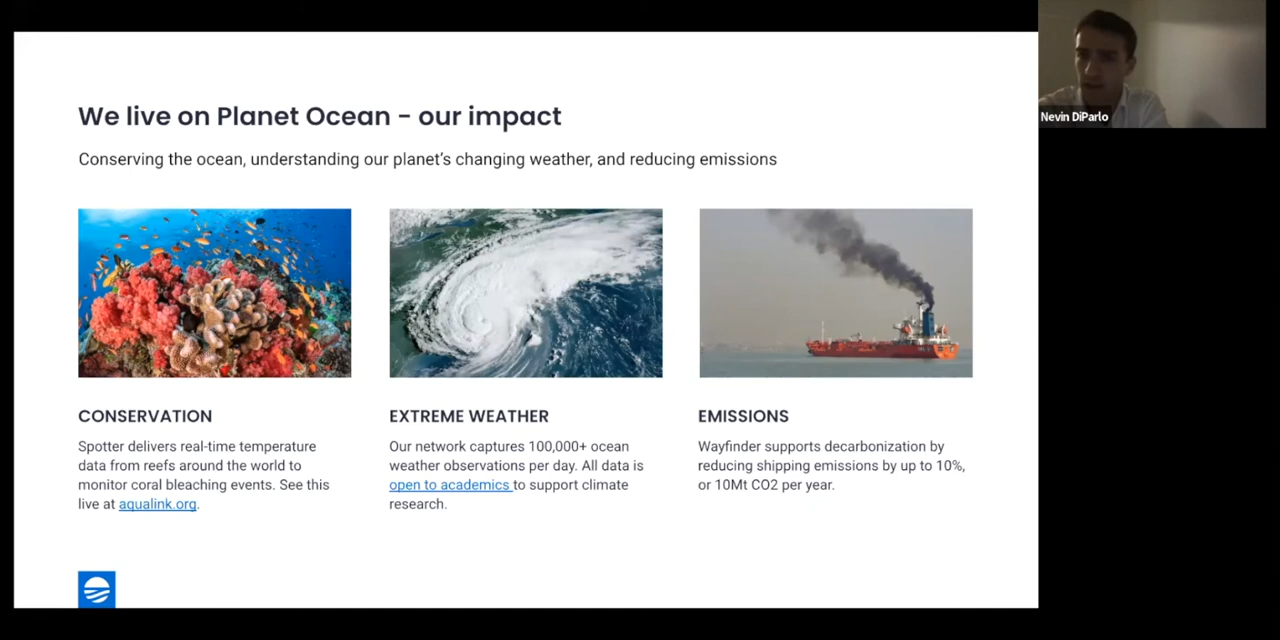 We live on Planet Ocean - our impact
Conserving the ocean, understanding our planet's changing weather, and reducing emissions
CONSERVATION
Spotter delivers real-time temperature
data from reefs around the world to
monitor coral bleaching events. See this
live at aqualink.org.
EXTREME WEATHER
Our network captures 100,000+ ocean
weather observations per day. All data is
open to academics to support climate
research.
EMISSIONS
Wayfinder supports decarbonization by
reducing shipping emissions by up to 10%,
or 10Mt CO2 per year.
Nevin DiParlo